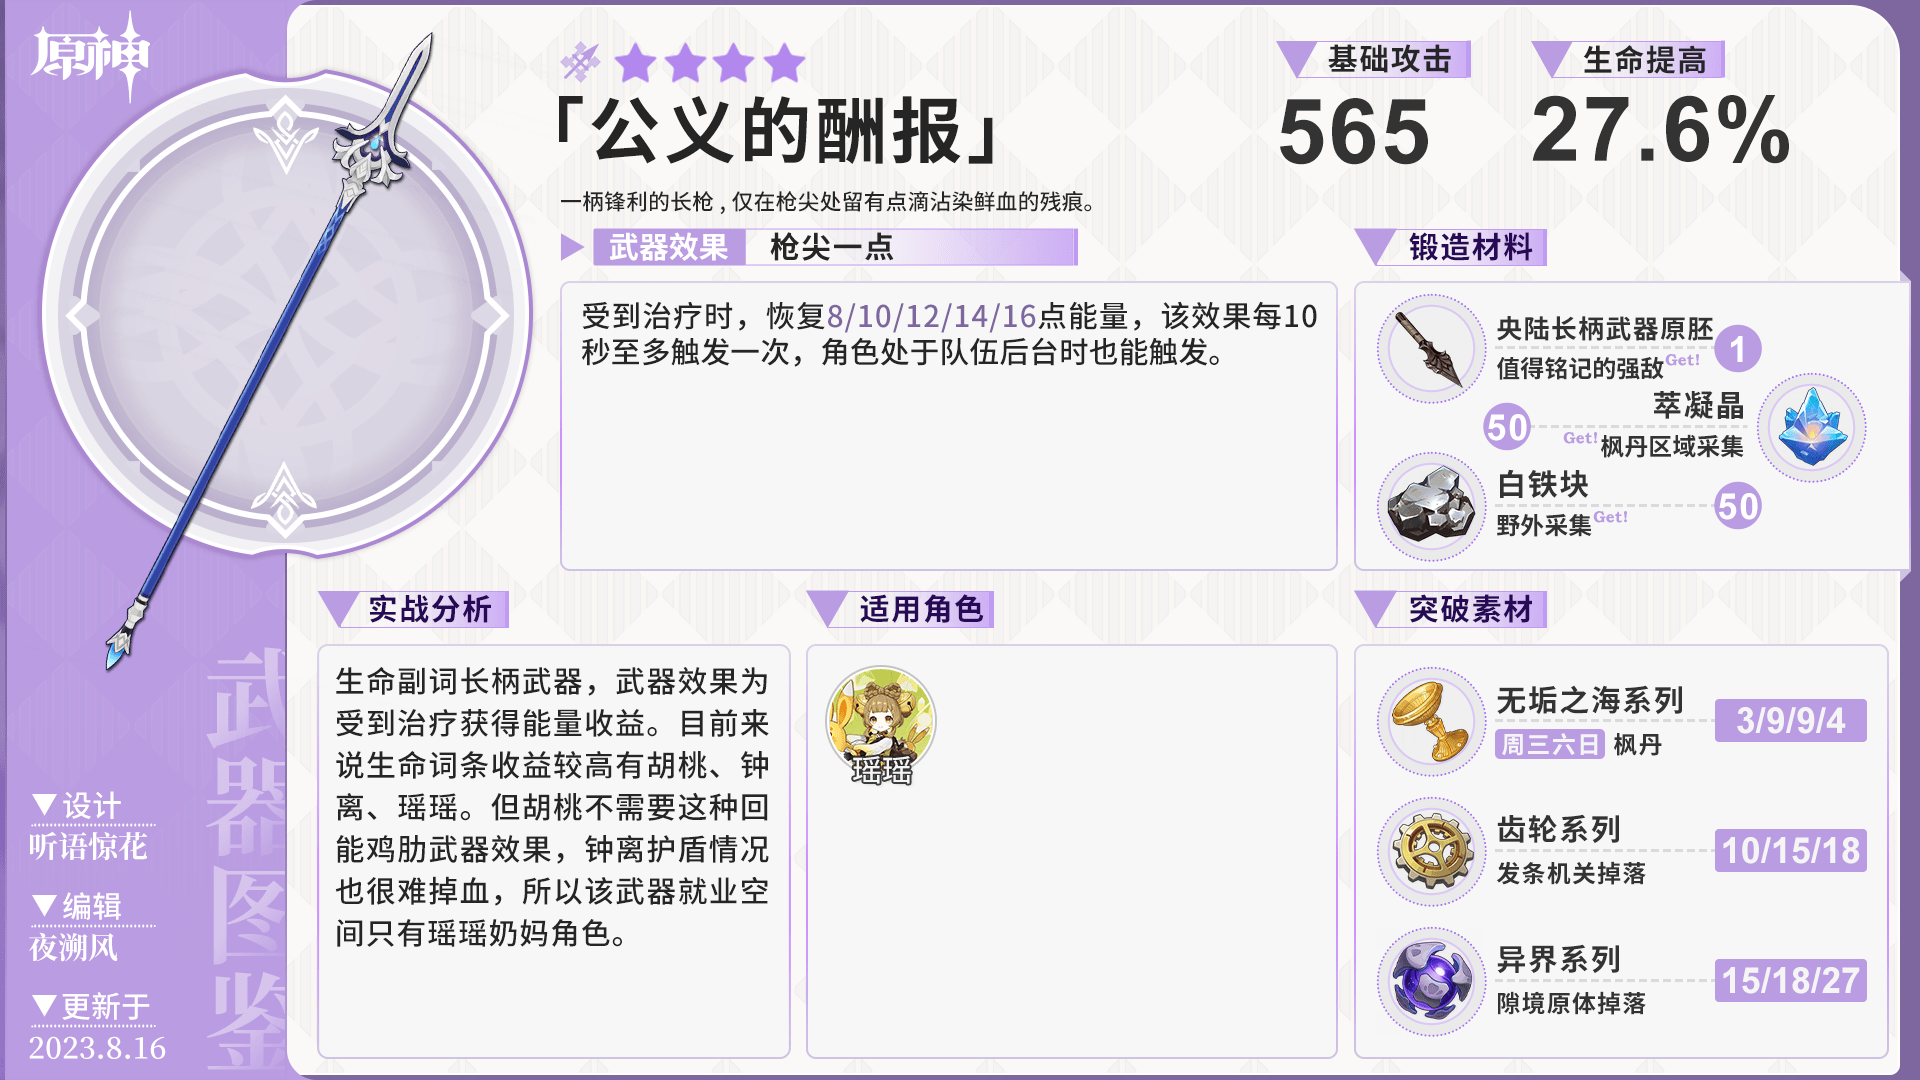 原神
「公义的酬报」
一柄锋利的长枪，仅在枪尖处留有点滴沾染鲜血的残痕。
基础攻击
565
生命提高
27.6%
武器效果 枪尖一点
受到治疗时，恢复8/10/12/14/16点能量，该效果每10
秒至多触发一次，角色处于队伍后台时也能触发。
锻造材料
央陆长柄武器原胚 1
值得铭记的强敌Get!
萃凝晶
50
Get!枫丹区域采集
白铁块
50
野外采集Get!
实战分析
生命副词长柄武器，武器效果为
受到治疗获得能量收益。目前来
说生命词条收益较高有胡桃、钟
离、瑶瑶。但胡桃不需要这种回
能鸡肋武器效果，钟离护盾情况
也很难掉血，所以该武器就业空
间只有瑶瑶奶妈角色。
适用角色
瑶瑶
突破素材
无垢之海系列
3/9/9/4
周三六日 枫丹
齿轮系列
10/15/18
发条机关掉落
异界系列
15/18/27
隙境原体掉落
武器图鉴
▼设计
听语惊花
▼编辑
夜溯风
▼更新于
2023.8.16